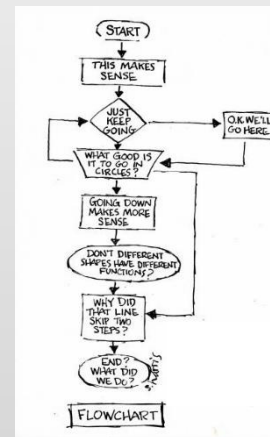 START
THIS MAKES
SENSE
JUST
KEEP
GOING
O.K. WE'LL
GO HERE
WHAT GOOD IS
IT TO GO IN
CIRCLES?
GOING DOWN
MAKES MORE
SENSE
DON'T DIFFERENT
SHAPES HAVE DIFFERENT
FUNCTIONS?
WHY DID
THAT LINE
SKIP TWO
STEPS?
END?
WHAT DID
WE DO?
S. Harris
FLOWCHART